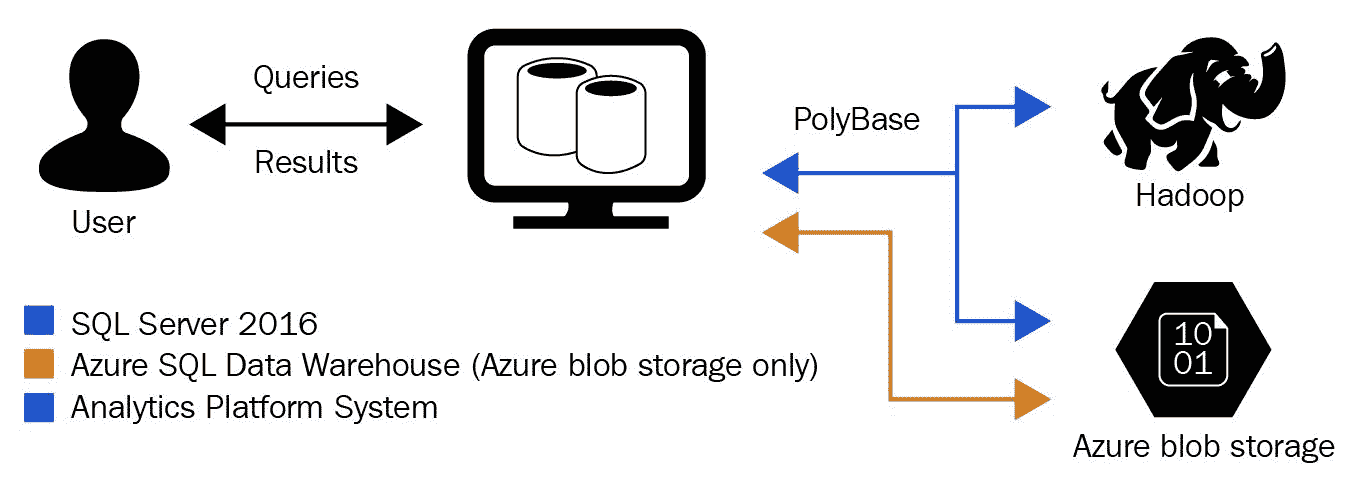 Queries
Results
User
PolyBase
Hadoop
SQL Server 2016
Azure SQL Data Warehouse (Azure blob storage only)
Analytics Platform System
10
01
Azure blob storage